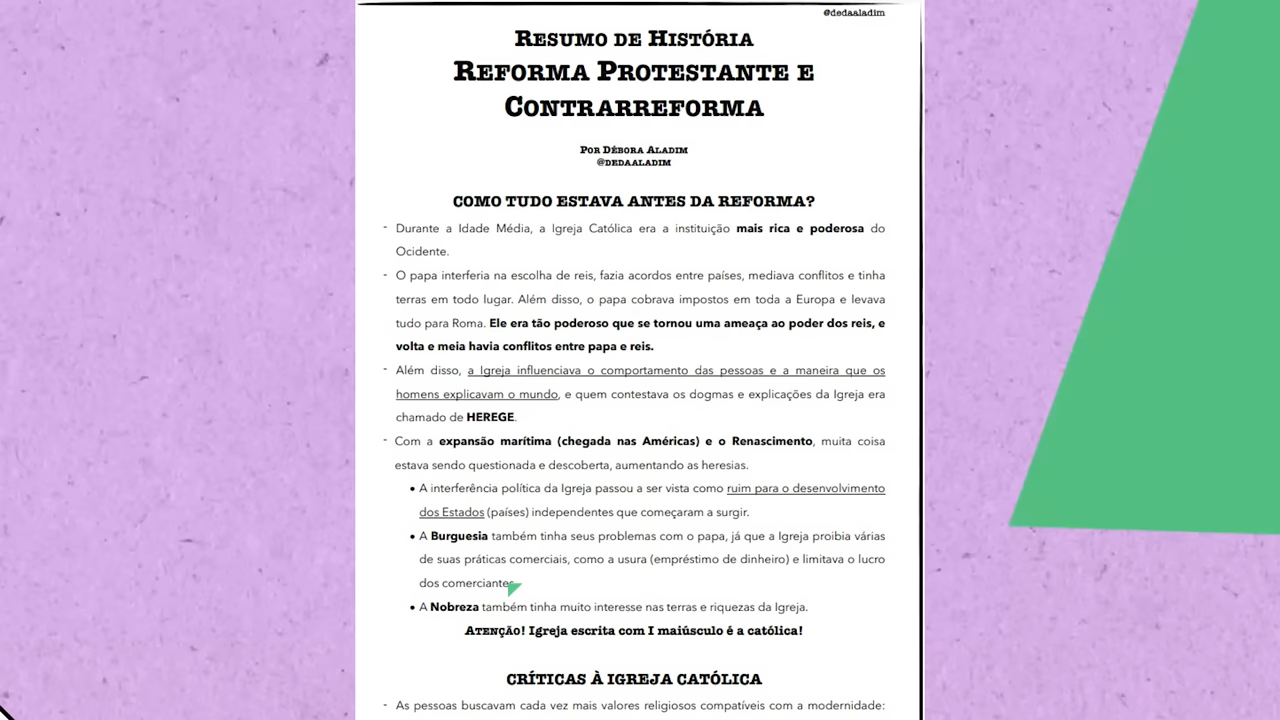 @dedaaladim
Resumo de História
Reforma Protestante e
Contrarreforma
Por Débora Aladim
@dedaaladim
COMO TUDO ESTAVA ANTES DA REFORMA?
- Durante a Idade Média, a Igreja Católica era a instituição mais rica e poderosa do
Ocidente.
- O papa interferia na escolha de reis, fazia acordos entre países, mediava conflitos e tinha
terras em todo lugar. Além disso, o papa cobrava impostos em toda a Europa e levava
tudo para Roma. Ele era tão poderoso que se tornou uma ameaça ao poder dos reis, e
volta e meia havia conflitos entre papa e reis.
- Além disso, a Igreja influenciava o comportamento das pessoas e a maneira que os
homens explicavam o mundo, e quem contestava os dogmas e explicações da Igreja era
chamado de HEREGE.
- Com a expansão marítima (chegada nas Américas) e o Renascimento, muita coisa
estava sendo questionada e descoberta, aumentando as heresias.
• A interferência política da Igreja passou a ser vista como ruim para o desenvolvimento
dos Estados (países) independentes que começaram a surgir.
• A Burguesia também tinha seus problemas com o papa, já que a Igreja proibia várias
de suas práticas comerciais, como a usura (empréstimo de dinheiro) e limitava o lucro
dos comerciantes.
• A Nobreza também tinha muito interesse nas terras e riquezas da Igreja.
Atenção! Igreja escrita com I maiúsculo é a católica!
CRÍTICAS À IGREJA CATÓLICA
- As pessoas buscavam cada vez mais valores religiosos compatíveis com a modernidade: